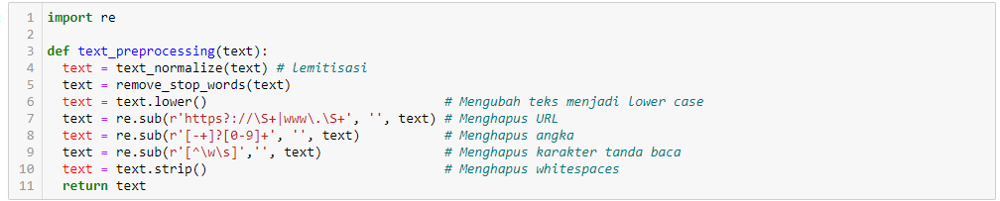 1 import re
2
3 def text_preprocessing(text):
4   text = text_normalize(text) # lemitisasi
5   text = remove_stop_words(text)
6   text = text.lower()                              # Mengubah teks menjadi lower case
7   text = re.sub(r'https?://\S+|www\.\S+', '', text) # Menghapus URL
8   text = re.sub(r'[-+]?[0-9]+', '', text)           # Menghapus angka
9   text = re.sub(r'[^\w\s]','', text)                # Menghapus karakter tanda baca
10   text = text.strip()                              # Menghapus whitespaces
11   return text